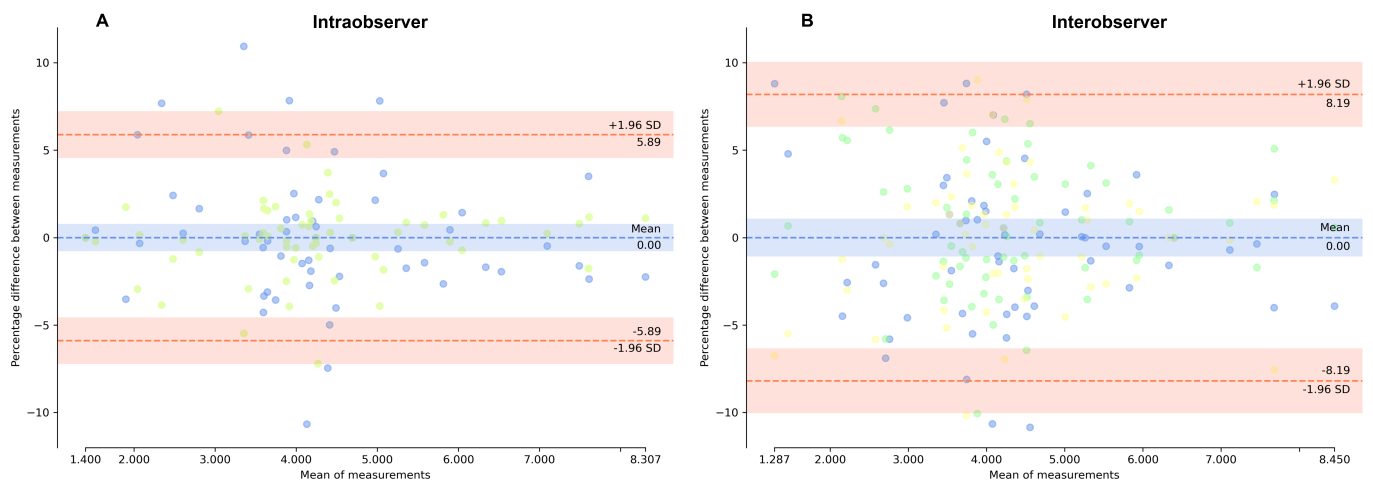 A
Intraobserver
10
5
0
−5
−10
Percentage difference between measurements
+1.96 SD
5.89
Mean
0.00
-5.89
-1.96 SD
1.400 2.000 3.000 4.000 5.000 6.000 7.000 8.307
Mean of measurements
B
Interobserver
10
5
0
−5
−10
Percentage difference between measurements
+1.96 SD
8.19
Mean
0.00
-8.19
-1.96 SD
1.287 2.000 3.000 4.000 5.000 6.000 7.000 8.450
Mean of measurements